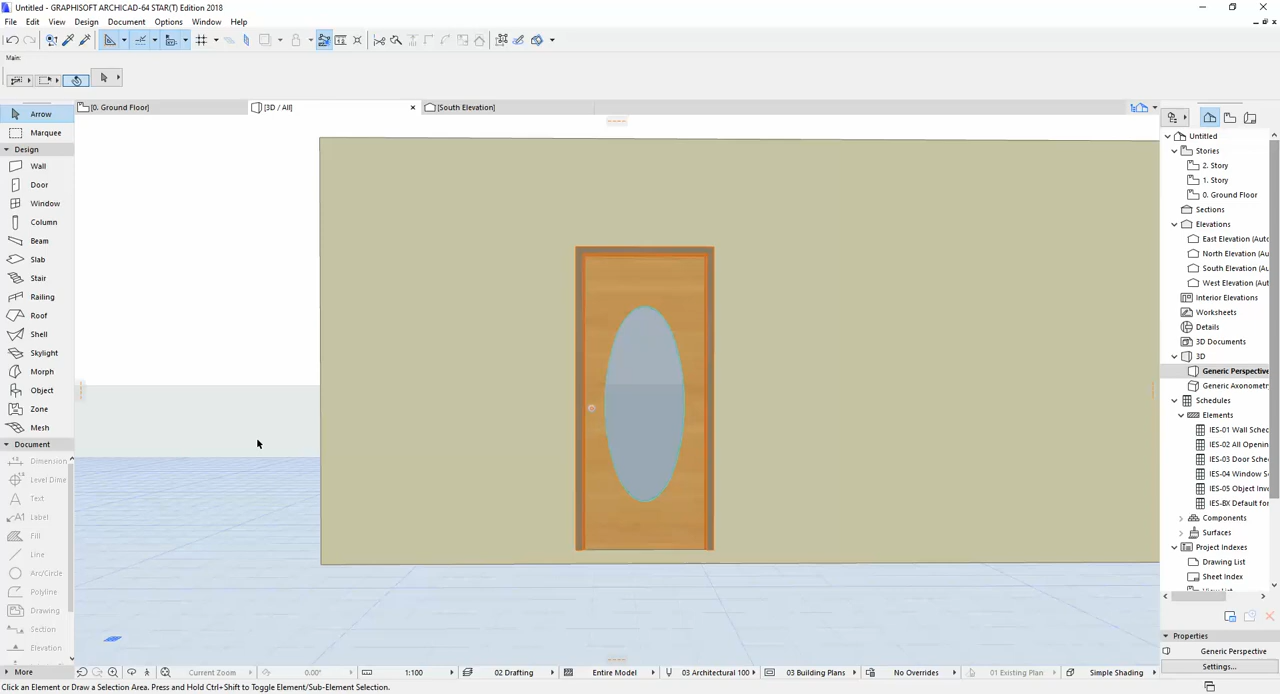 Untitled - GRAPHISOFT ARCHICAD-64 STAR(T) Edition 2018
File Edit View Design Document Options Window Help
Main:
[0. Ground Floor]
[3D / All]
[South Elevation]
Arrow
Marquee
Design
Wall
Door
Window
Column
Beam
Slab
Stair
Railing
Roof
Shell
Skylight
Morph
Object
Zone
Mesh
Document
Dimension
Level Dime
Text
Label
Fill
Line
Arc/Circle
Polyline
Drawing
Section
Elevation
More
Untitled
Stories
2. Story
1. Story
0. Ground Floor
Sections
Elevations
East Elevation (Auto
North Elevation (Au
South Elevation (Au
West Elevation (Aut
Interior Elevations
Worksheets
Details
3D Documents
3D
Generic Perspective
Generic Axonometr
Schedules
Elements
IES-01 Wall Sched
IES-02 All Opening
IES-03 Door Sche
IES-04 Window S
IES-05 Object Inv
IES-BX Default for
Components
Surfaces
Project Indexes
Drawing List
Sheet Index
Properties
Generic Perspective
Settings...
Current Zoom
0.00°
1:100
02 Drafting
Entire Model
03 Architectural 100
03 Building Plans
No Overrides
01 Existing Plan
Simple Shading
Click an Element or Draw a Selection Area. Press and Hold Ctrl+Shift to Toggle Element/Sub-Element Selection.